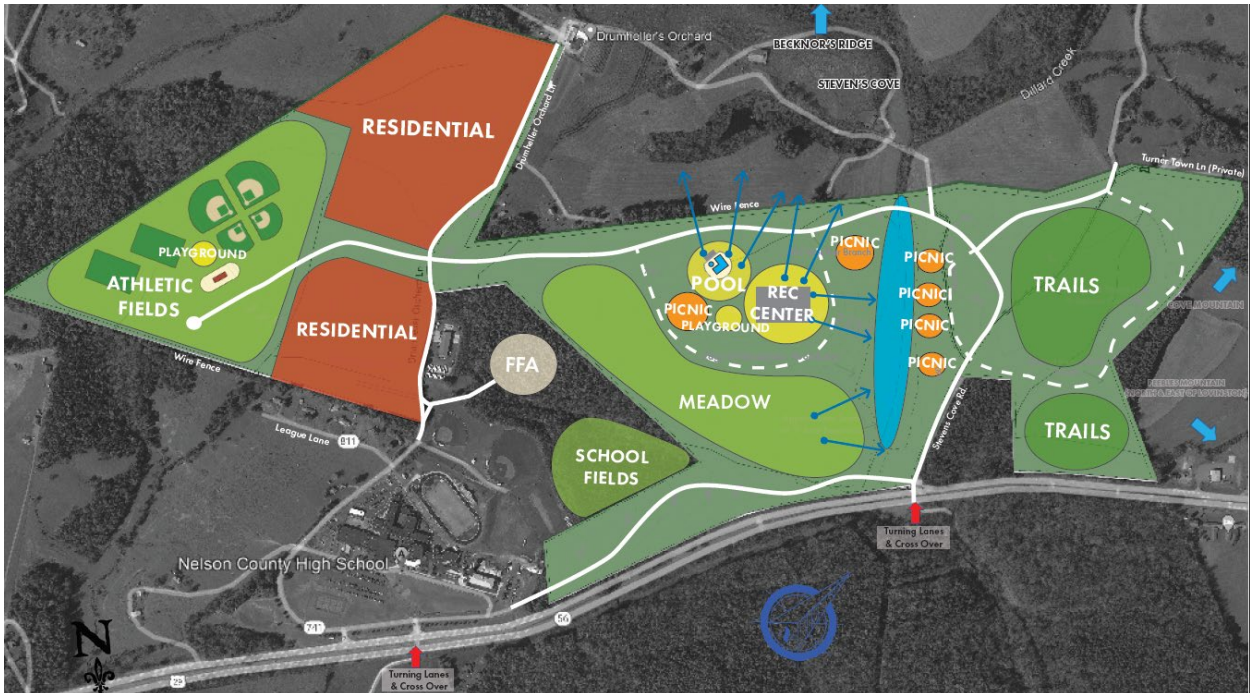 Drumheller's Orchard
BECKNOR'S RIDGE
STEVEN'S COVE
Dillard Creek
RESIDENTIAL
Drumheller Orchard Ln
Turner Town Ln (Private)
Wire Fence
PLAYGROUND
ATHLETIC
FIELDS
PICNIC
PICNIC
POOL
REC
CENTER
PICNIC
PLAYGROUND
PICNIC
PICNIC
PICNIC
TRAILS
COVE MOUNTAIN
RESIDENTIAL
Wire Fence
FFA
MEADOW
Stevens Cove Rd
TRAILS
League Lane
811
SCHOOL
FIELDS
Turning Lanes
& Cross Over
Nelson County High School
741
56
29
N
Turning Lanes
& Cross Over